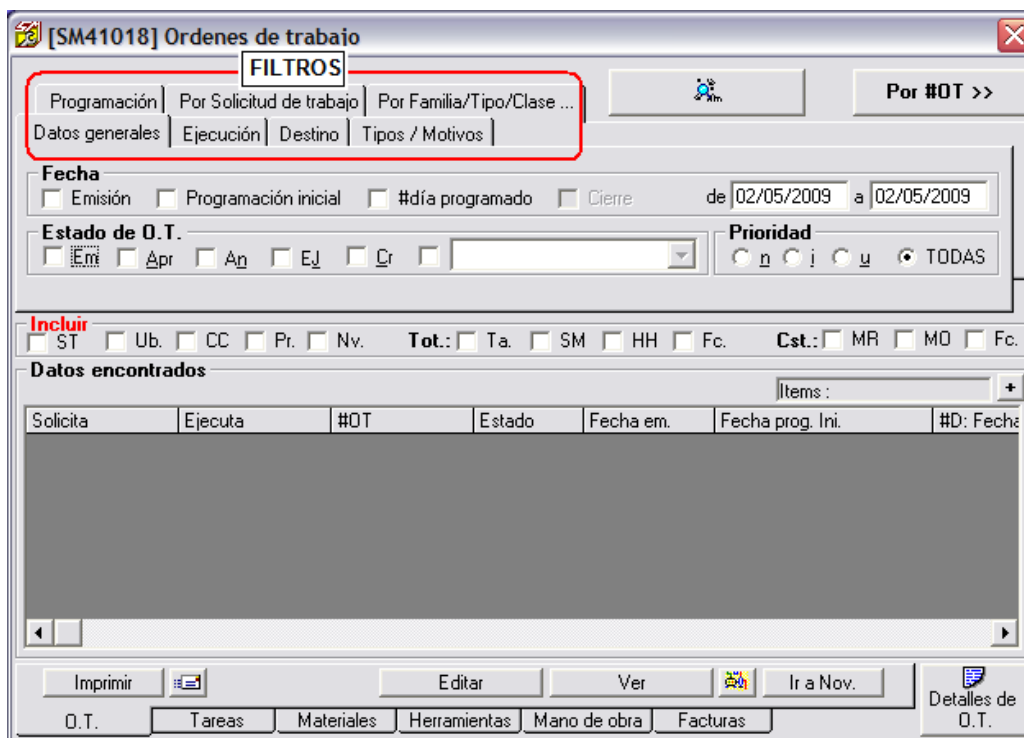 [SM41018] Ordenes de trabajo
FILTROS
Programación Por Solicitud de trabajo Por Familia/Tipo/Clase ... Por #OT >>
Datos generales Ejecución Destino Tipos / Motivos
Fecha
Emisión Programación inicial #día programado Cierre de 02/05/2009 a 02/05/2009
Estado de O.T. Prioridad
Emi Apr An EJ Cr n i u TODAS
Incluir
ST Ub. CC Pr. Nv. Tot.: Ta. SM HH Fc. Cst.: MR MO Fc.
Datos encontrados
Items :
+
Solicita Ejecuta #OT Estado Fecha em. Fecha prog. Ini. #D: Fecha
Imprimir Editar Ver Ir a Nov. Detalles de
O.T. Tareas Materiales Herramientas Mano de obra Facturas O.T.